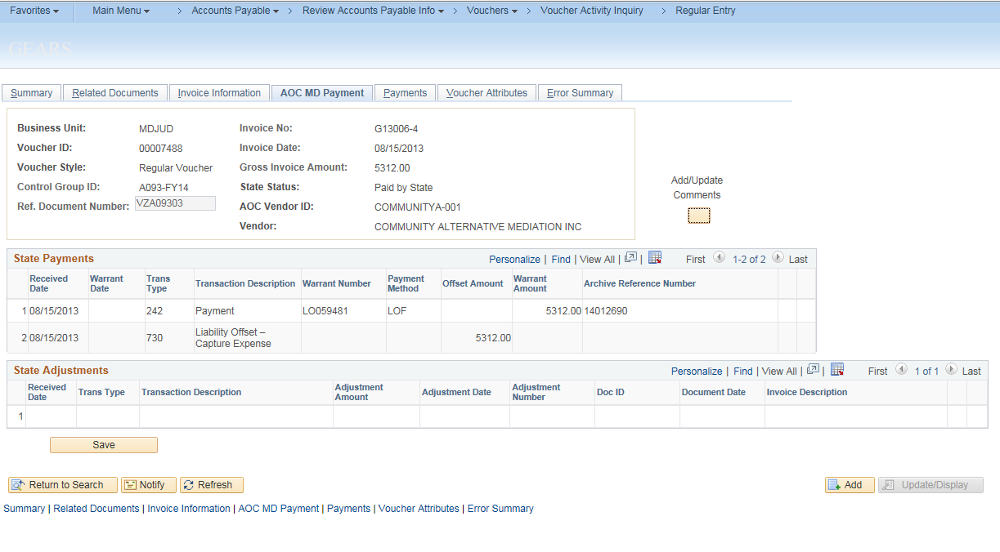 Favorites Main Menu > Accounts Payable > Review Accounts Payable Info > Vouchers > Voucher Activity Inquiry > Regular Entry
GEARS
Summary Related Documents Invoice Information AOC MD Payment Payments Voucher Attributes Error Summary
Business Unit: MDJUD Invoice No: G13006-4
Voucher ID: 00007488 Invoice Date: 08/15/2013
Voucher Style: Regular Voucher Gross Invoice Amount: 5312.00
Control Group ID: A093-FY14 State Status: Paid by State
Ref. Document Number: VZA09303 AOC Vendor ID: COMMUNITYA-001
Vendor: COMMUNITY ALTERNATIVE MEDIATION INC
Add/Update
Comments
State Payments Personalize | Find | View All | | First 1-2 of 2 Last
Received Date Warrant Date Trans Type Transaction Description Warrant Number Payment Method Offset Amount Warrant Amount Archive Reference Number
1 08/15/2013 242 Payment LO059481 LOF 5312.00 14012690
2 08/15/2013 730 Liability Offset – Capture Expense 5312.00
State Adjustments Personalize | Find | View All | | First 1 of 1 Last
Received Date Trans Type Transaction Description Adjustment Amount Adjustment Date Adjustment Number Doc ID Document Date Invoice Description
1
Save
Return to Search Notify Refresh Add Update/Display
Summary | Related Documents | Invoice Information | AOC MD Payment | Payments | Voucher Attributes | Error Summary